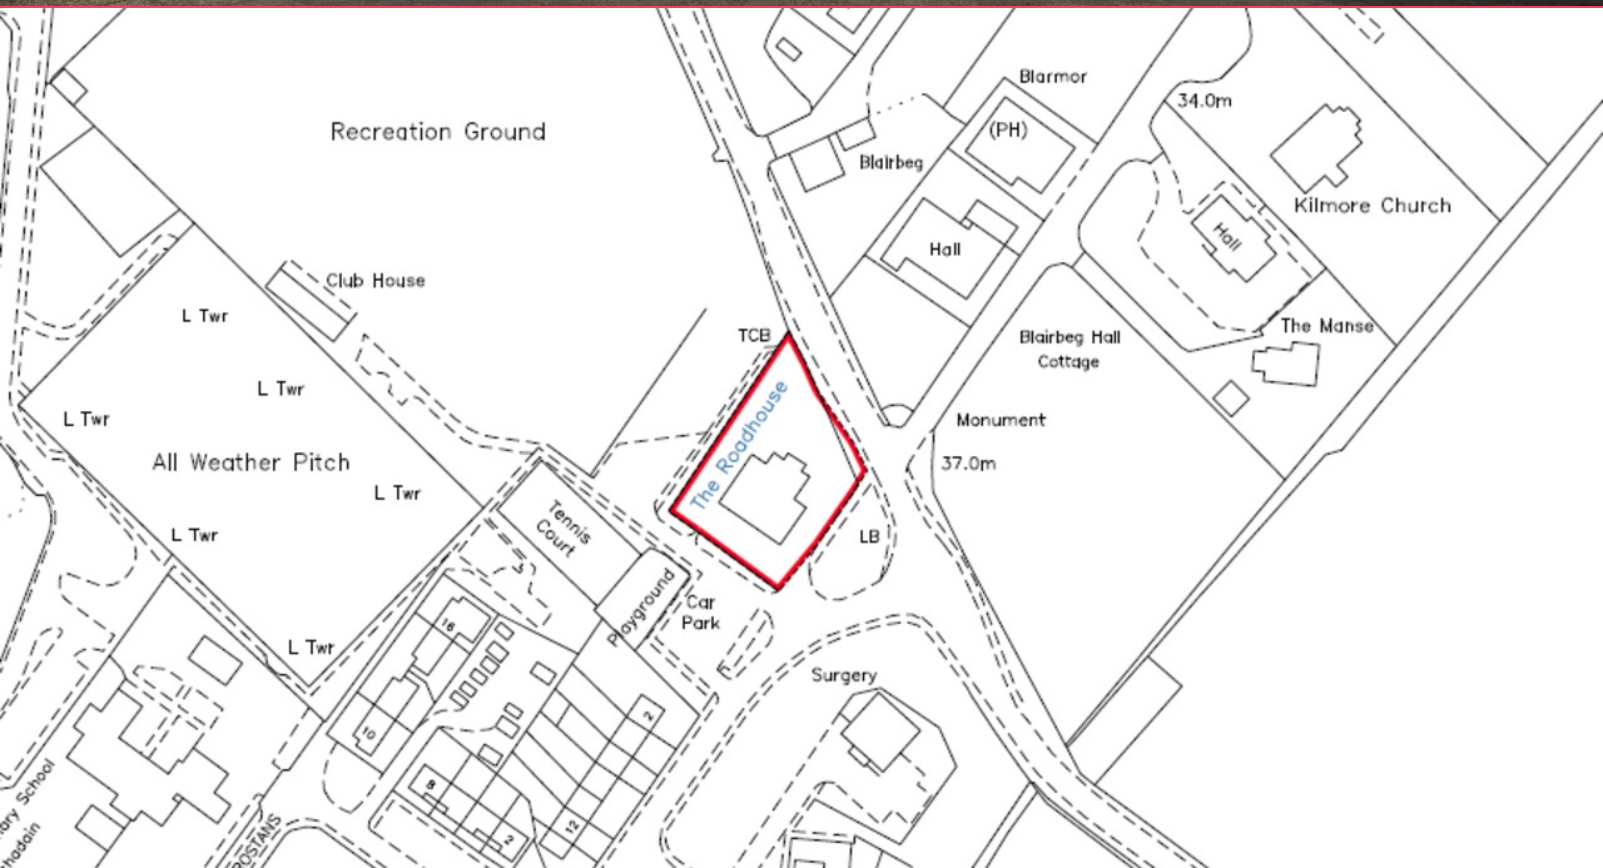 Blarmor
34.0m
Recreation Ground
(PH)
Blairbeg
Kilmore Church
Hall
Hall
Club House
L Twr
The Manse
TCB
Blairbeg Hall
Cottage
L Twr
L Twr
Monument
The Roadhouse
All Weather Pitch
37.0m
L Twr
Tennis
Court
L Twr
LB
Playground
Car
Park
16
L Twr
Surgery
2
10
8
12
2
School